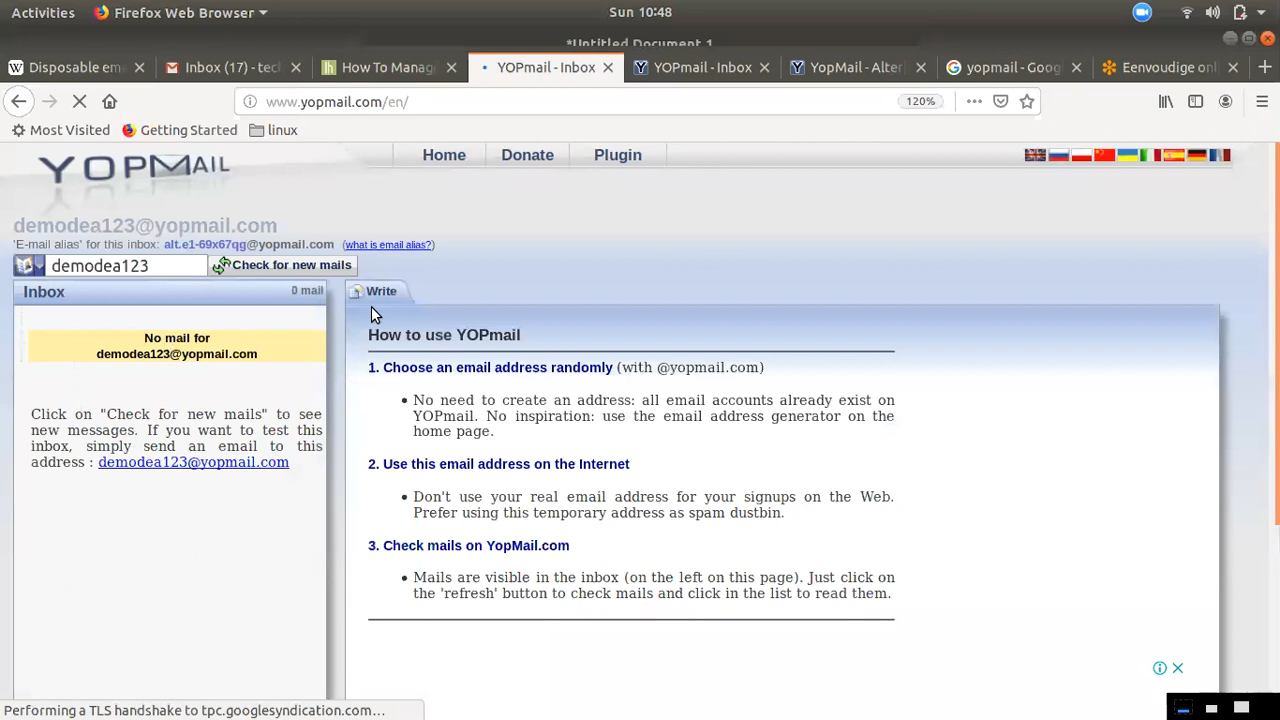 Activities Firefox Web Browser Sun 10:48
*Untitled Document 1
Disposable em Inbox (17) - tec How To Manag YOPmail - Inbox YOPmail - Inbox YopMail - Alter yopmail - Goog Eenvoudige onl
www.yopmail.com/en/ 120%
Most Visited Getting Started linux
YOPMAIL Home Donate Plugin
demodea123@yopmail.com
'E-mail alias' for this inbox: alt.e1-69x67qg@yopmail.com (what is email alias?)
demodea123 Check for new mails
Inbox 0 mail
No mail for
demodea123@yopmail.com
Click on "Check for new mails" to see
new messages. If you want to test this
inbox, simply send an email to this
address : demodea123@yopmail.com
Write
How to use YOPmail
1. Choose an email address randomly (with @yopmail.com)
• No need to create an address: all email accounts already exist on
YOPmail. No inspiration: use the email address generator on the
home page.
2. Use this email address on the Internet
• Don't use your real email address for your signups on the Web.
Prefer using this temporary address as spam dustbin.
3. Check mails on YopMail.com
• Mails are visible in the inbox (on the left on this page). Just click on
the 'refresh' button to check mails and click in the list to read them.
Performing a TLS handshake to tpc.googlesyndication.com…